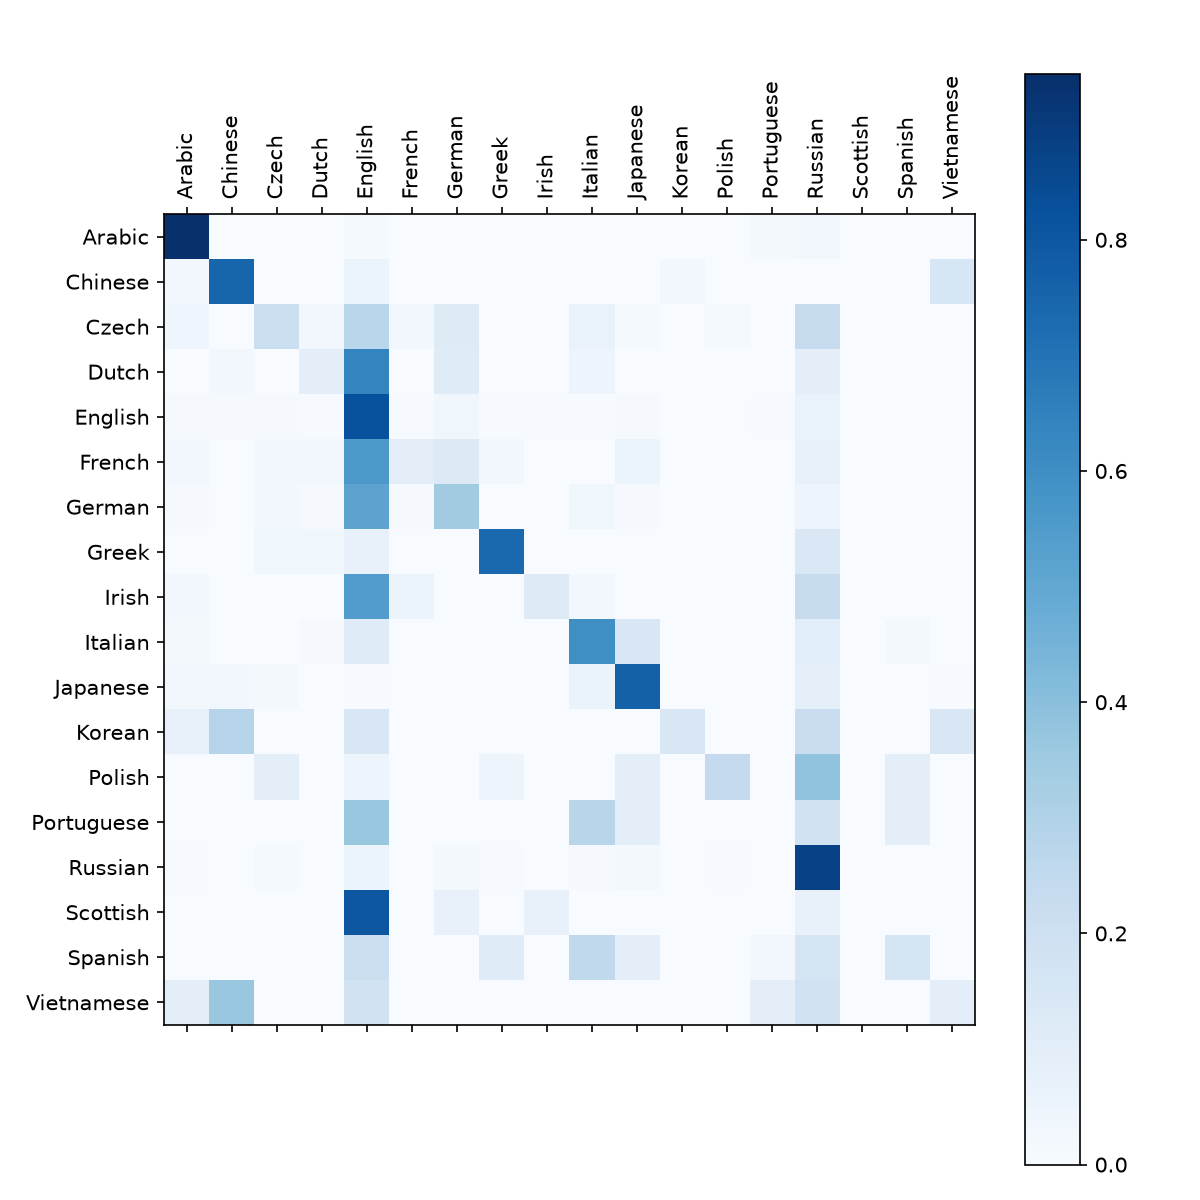 Arabic
Chinese
Czech
Dutch
English
French
German
Greek
Irish
Italian
Japanese
Korean
Polish
Portuguese
Russian
Scottish
Spanish
Vietnamese
Arabic
Chinese
Czech
Dutch
English
French
German
Greek
Irish
Italian
Japanese
Korean
Polish
Portuguese
Russian
Scottish
Spanish
Vietnamese
0.8
0.6
0.4
0.2
0.0